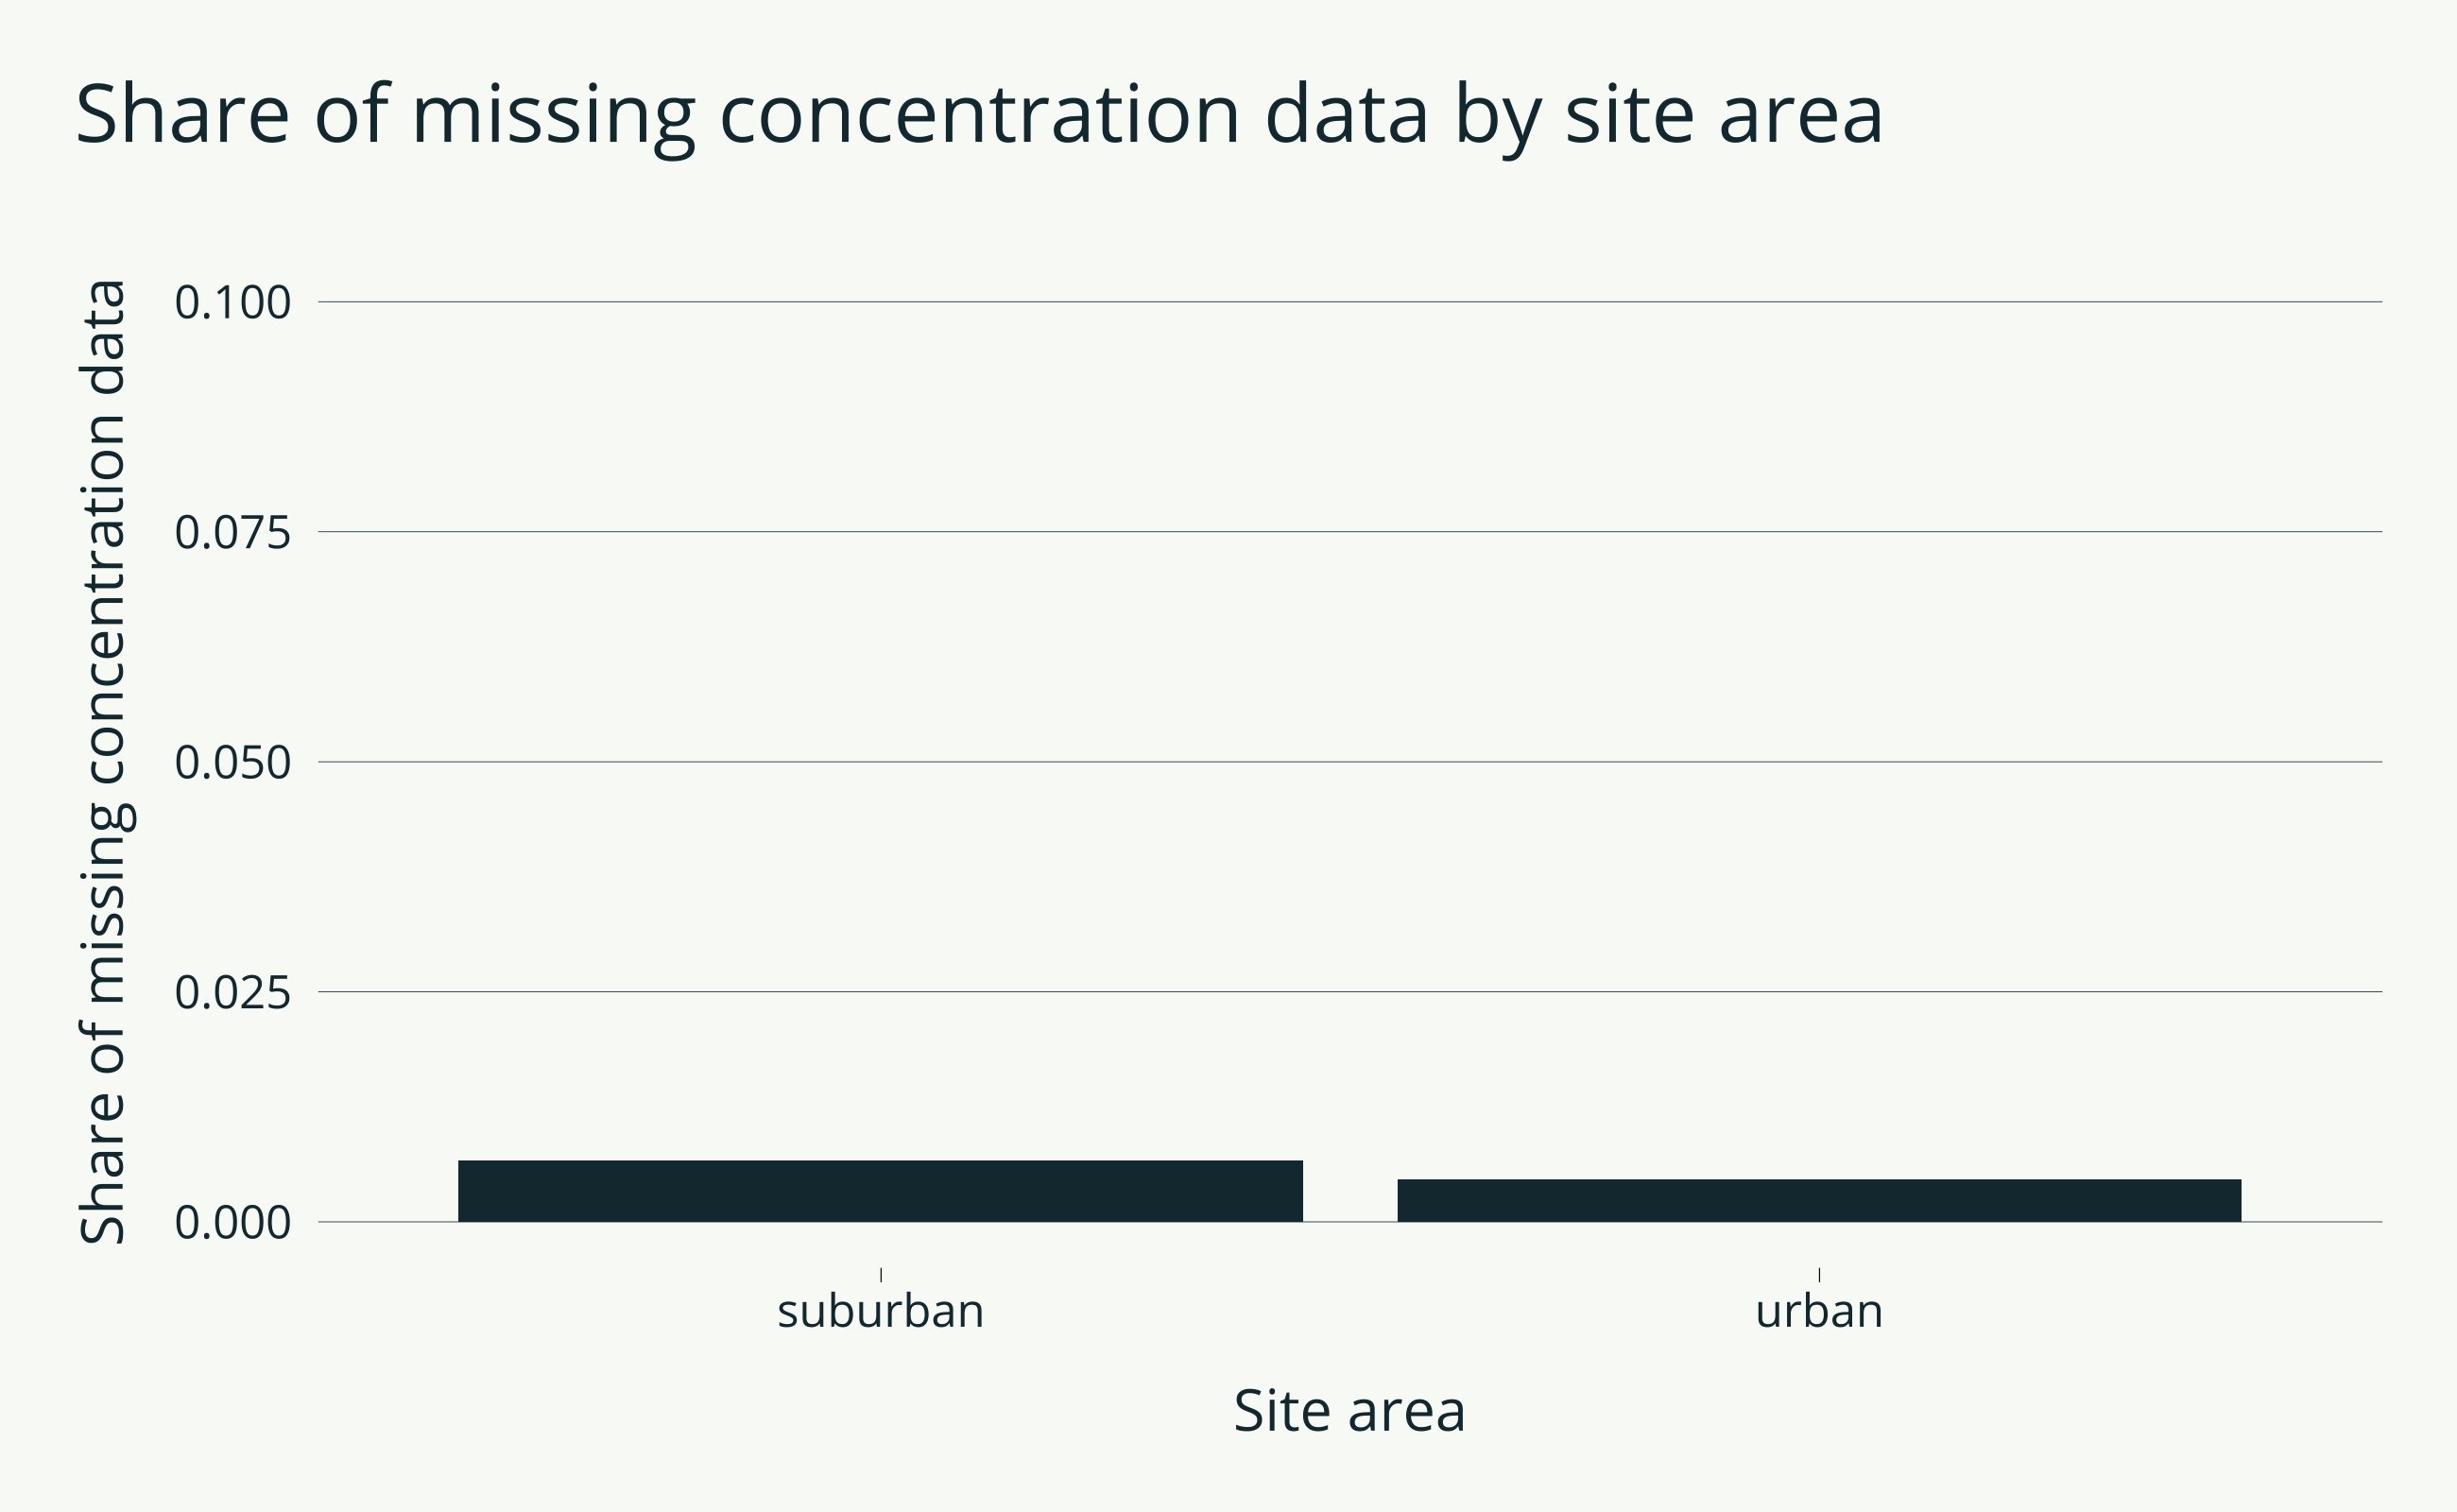 Share of missing concentration data by site area
Share of missing concentration data
0.100
0.075
0.050
0.025
0.000
suburban
urban
Site area